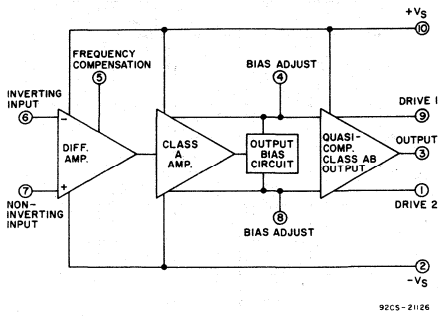 +VS
10
FREQUENCY
COMPENSATION
5
BIAS ADJUST
4
INVERTING
INPUT
6
−
DIFF.
AMP.
+
7
NON-
INVERTING
INPUT
CLASS
A
AMP.
OUTPUT
BIAS
CIRCUIT
8
BIAS ADJUST
QUASI-
COMP.
CLASS AB
OUTPUT
DRIVE 1
9
OUTPUT
3
1
DRIVE 2
2
-VS
92CS-21126